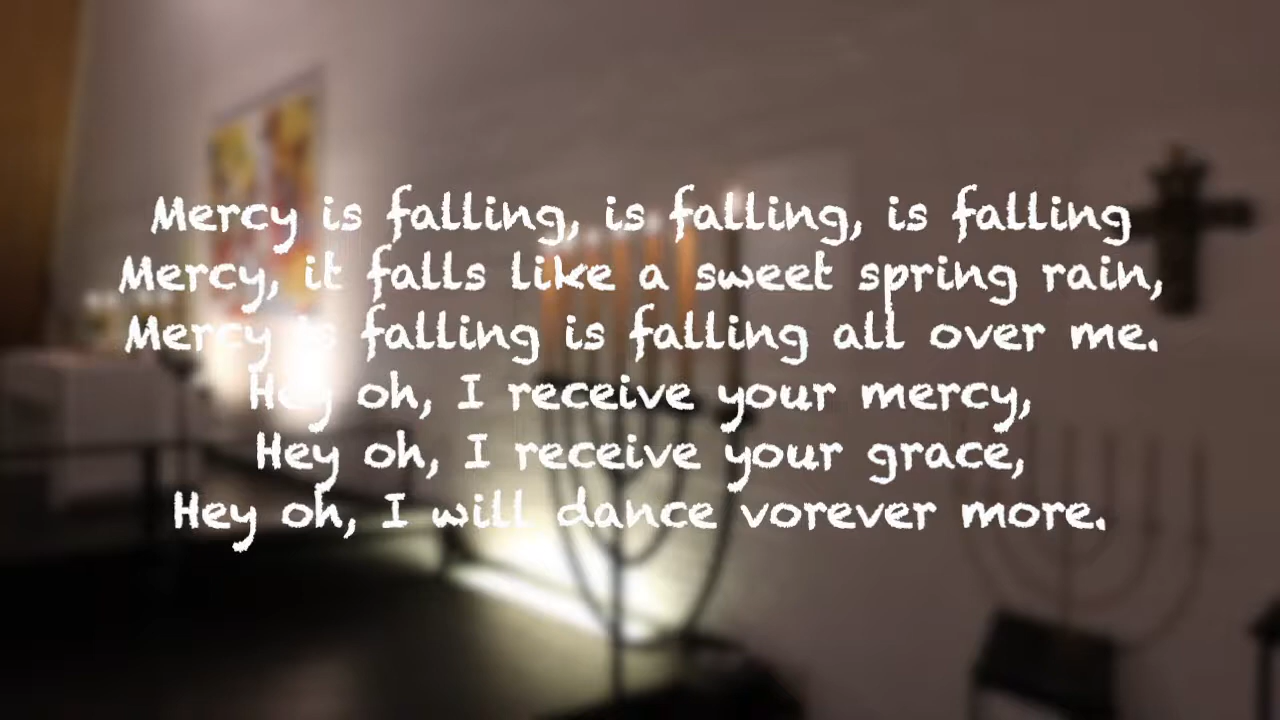 Mercy is falling, is falling, is falling
Mercy, it falls like a sweet spring rain,
Mercy is falling is falling all over me.
Hey oh, I receive your mercy,
Hey oh, I receive your grace,
Hey oh, I will dance vorever more.